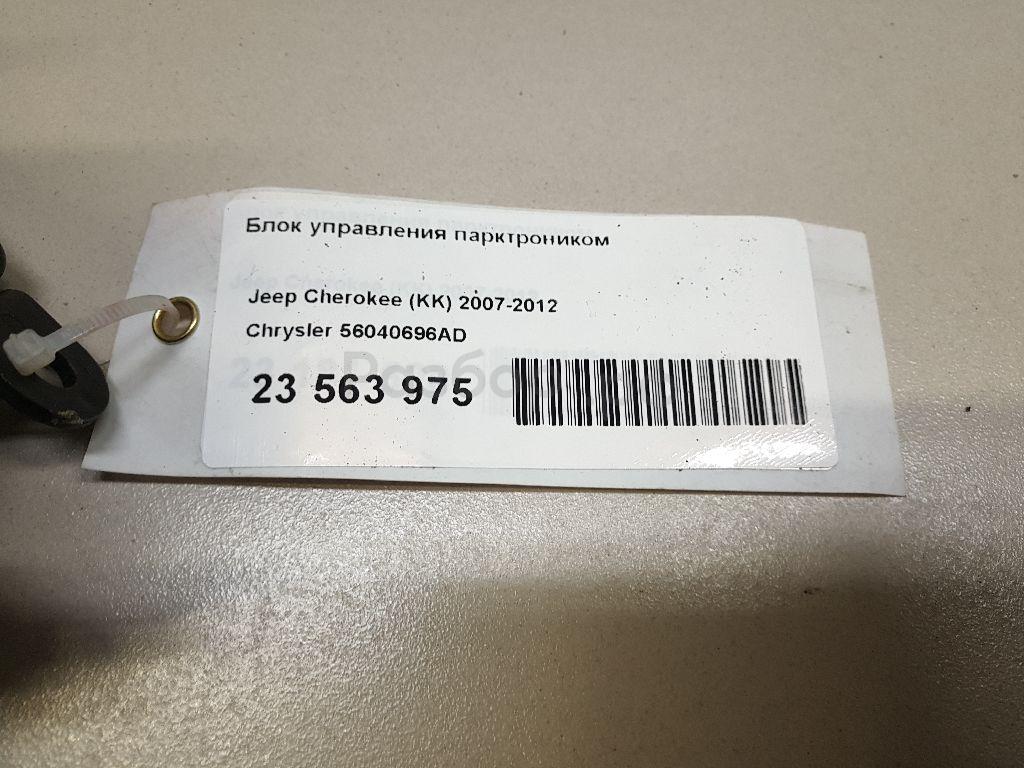 Блок управления парктроником
Jeep Cherokee (KK) 2007-2012
Chrysler 56040696AD
23 563 975